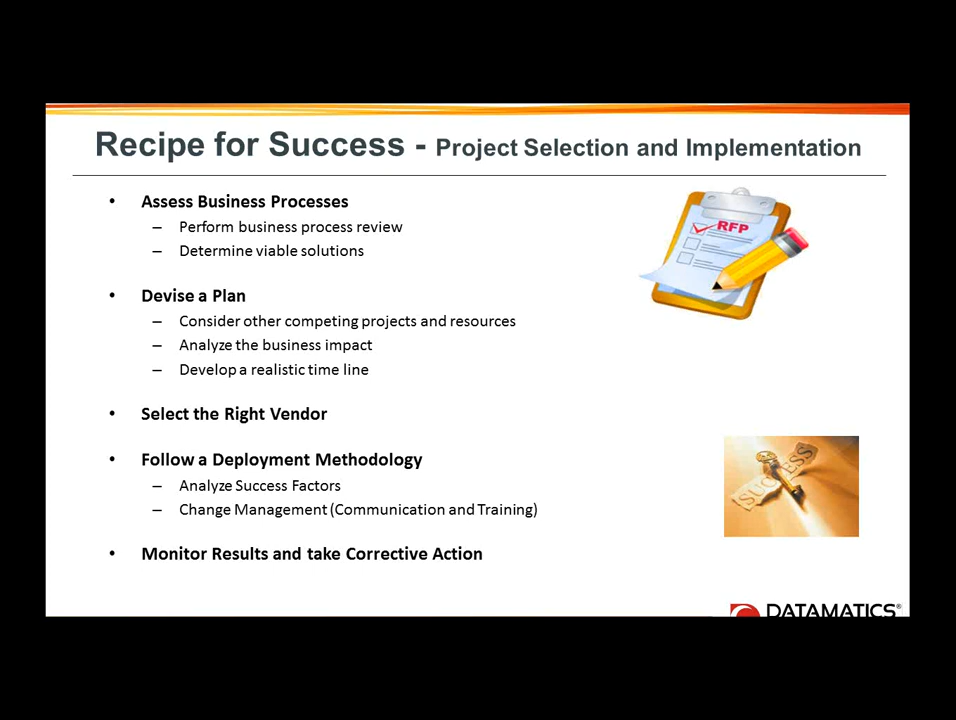 Recipe for Success - Project Selection and Implementation
• Assess Business Processes
– Perform business process review
– Determine viable solutions
RFP
• Devise a Plan
– Consider other competing projects and resources
– Analyze the business impact
– Develop a realistic time line
• Select the Right Vendor
• Follow a Deployment Methodology
– Analyze Success Factors
– Change Management (Communication and Training)
SUCCESS
• Monitor Results and take Corrective Action
DATAMATICS®